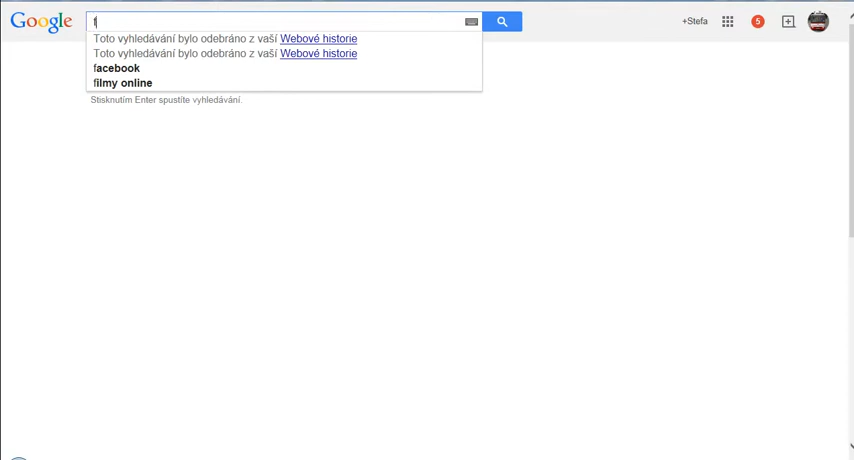 Google
f
+Stefa
5
Toto vyhledávání bylo odebráno z vaší Webové historie
Toto vyhledávání bylo odebráno z vaší Webové historie
facebook
filmy online
Stisknutím Enter spustíte vyhledávání.